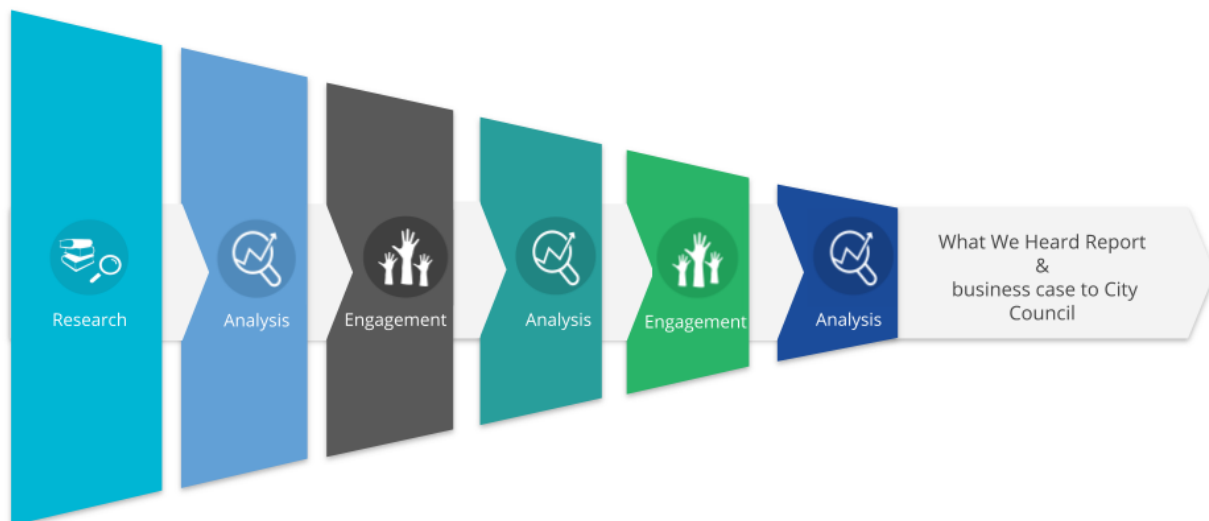 Research
Analysis
Engagement
Analysis
Engagement
Analysis
What We Heard Report
&
business case to City
Council